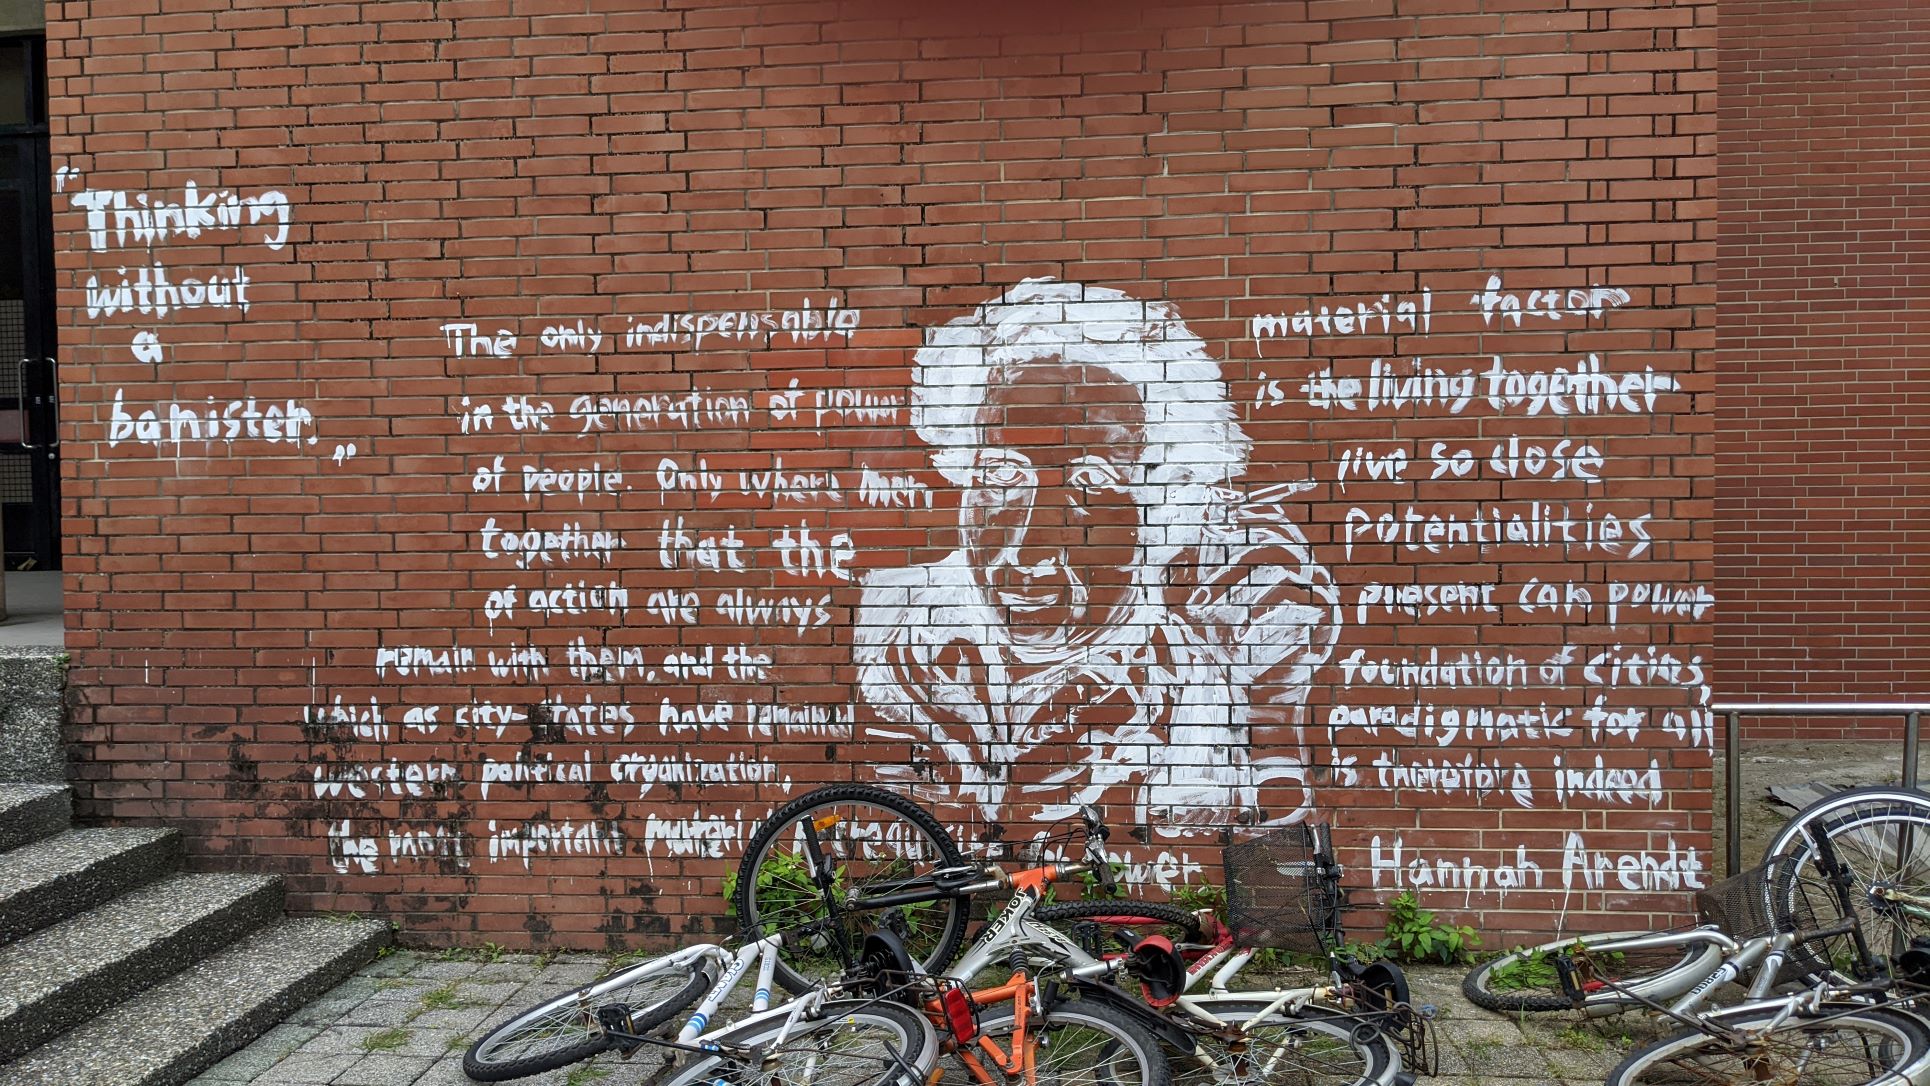 "Thinking
without
a
banister."
The only indispensable material factor
in the generation of power is the living together
of people. Only where men live so close
together that the potentialities
of action are always present can power
remain with them, and the foundation of cities,
which as city-states have remained paradigmatic for all
western political organization, is therefore indeed
the most important material prerequisite of power.
Hannah Arendt
JOKER